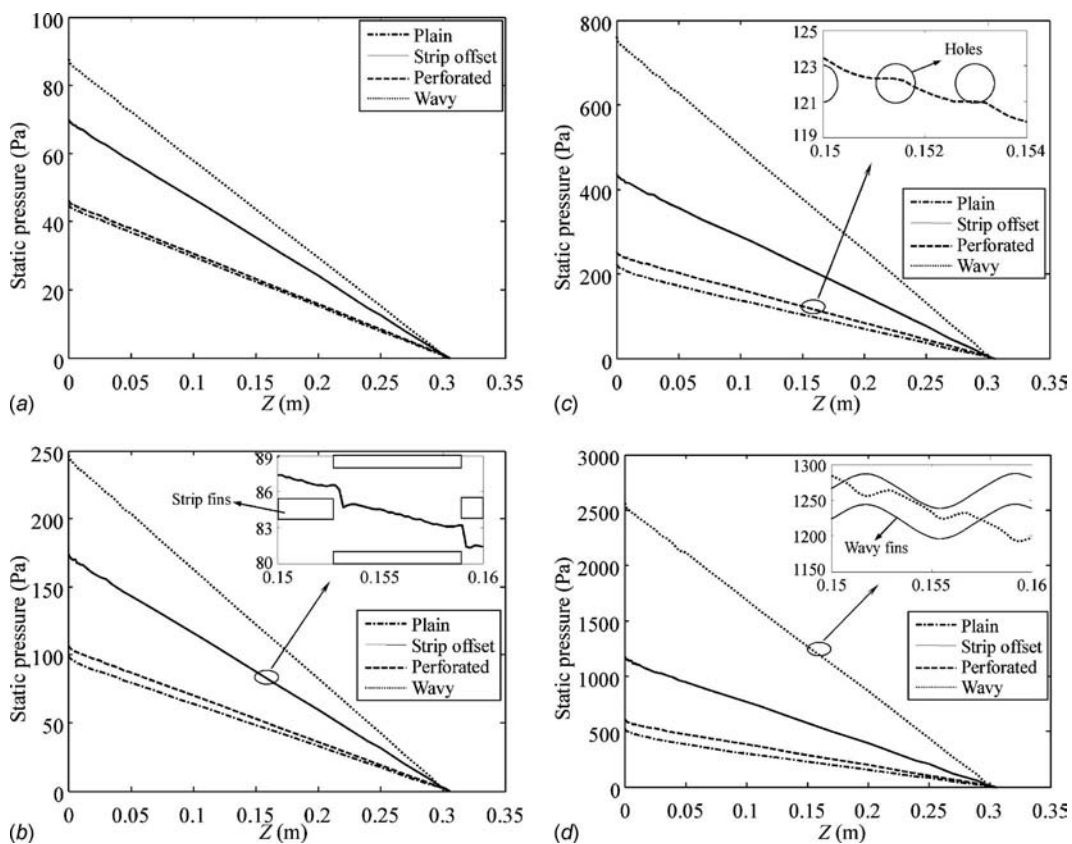 100
80
60
40
20
0
Static pressure (Pa)
Plain
Strip offset
Perforated
Wavy
0 0.05 0.1 0.15 0.2 0.25 0.3 0.35
Z (m)
(a)
800
600
400
200
0
Static pressure (Pa)
125
123
121
119
0.15 0.152 0.154
Holes
Plain
Strip offset
Perforated
Wavy
0 0.05 0.1 0.15 0.2 0.25 0.3 0.35
Z (m)
(c)
250
200
150
100
50
0
Static pressure (Pa)
89
86
83
80
0.15 0.155 0.16
Strip fins
Plain
Strip offset
Perforated
Wavy
0 0.05 0.1 0.15 0.2 0.25 0.3 0.35
Z (m)
(b)
3000
2500
2000
1500
1000
500
0
Static pressure (Pa)
1300
1250
1200
1150
0.15 0.155 0.16
Wavy fins
Plain
Strip offset
Perforated
Wavy
0 0.05 0.1 0.15 0.2 0.25 0.3 0.35
Z (m)
(d)